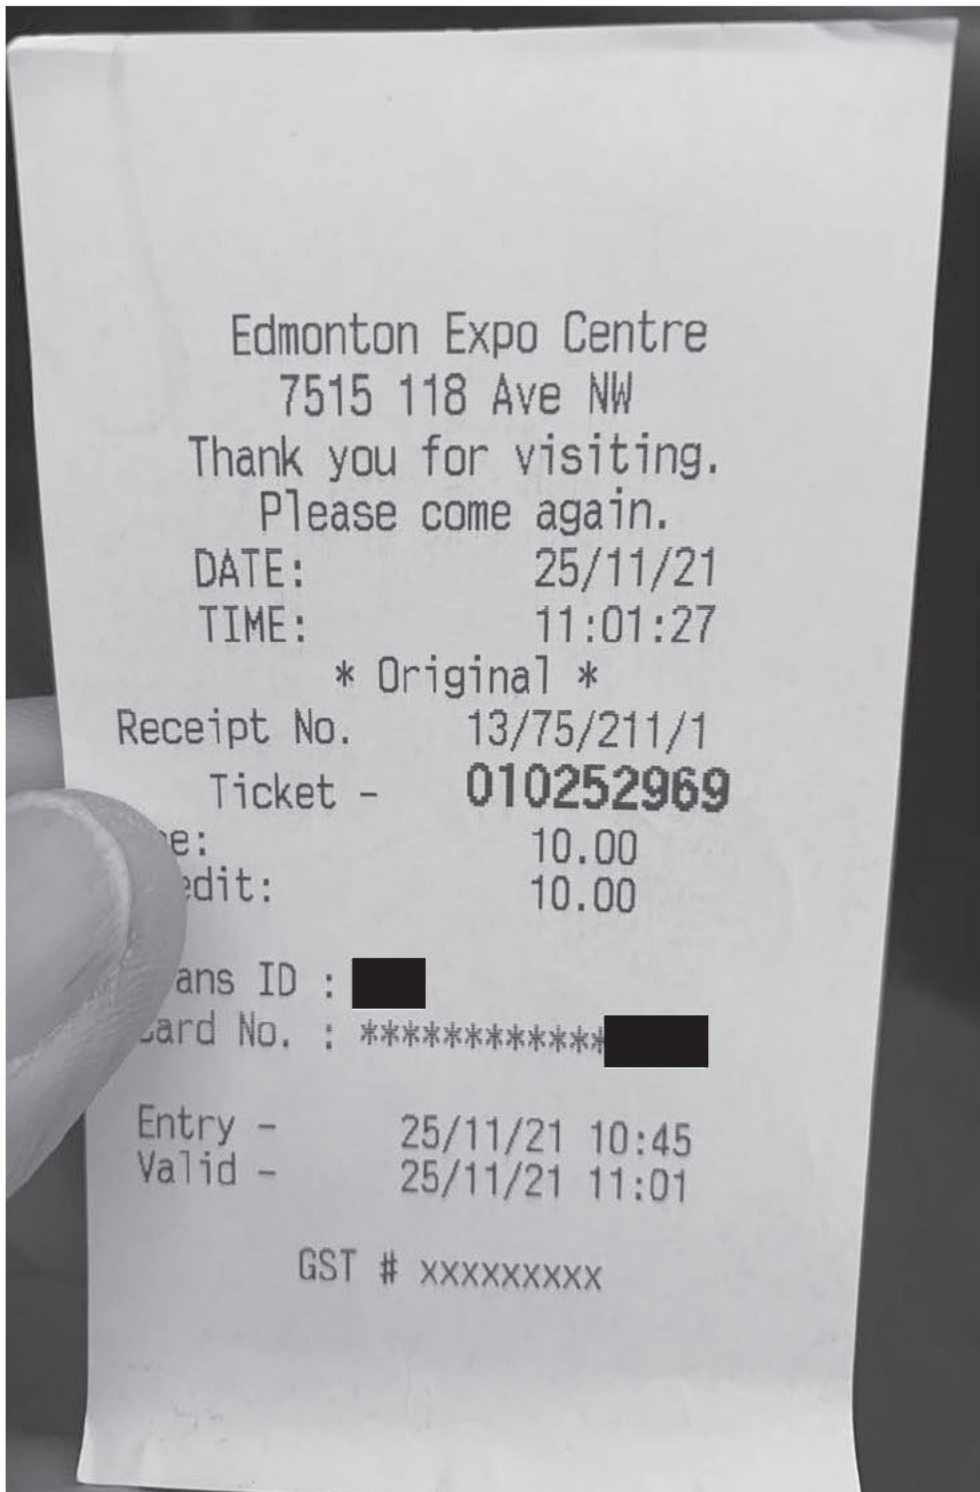 Edmonton Expo Centre
7515 118 Ave NW
Thank you for visiting.
Please come again.
DATE: 25/11/21
TIME: 11:01:27
* Original *
Receipt No. 13/75/211/1
Ticket - 010252969
e: 10.00
edit: 10.00
ans ID :
ard No. : ************
Entry - 25/11/21 10:45
Valid - 25/11/21 11:01
GST # xxxxxxxxx